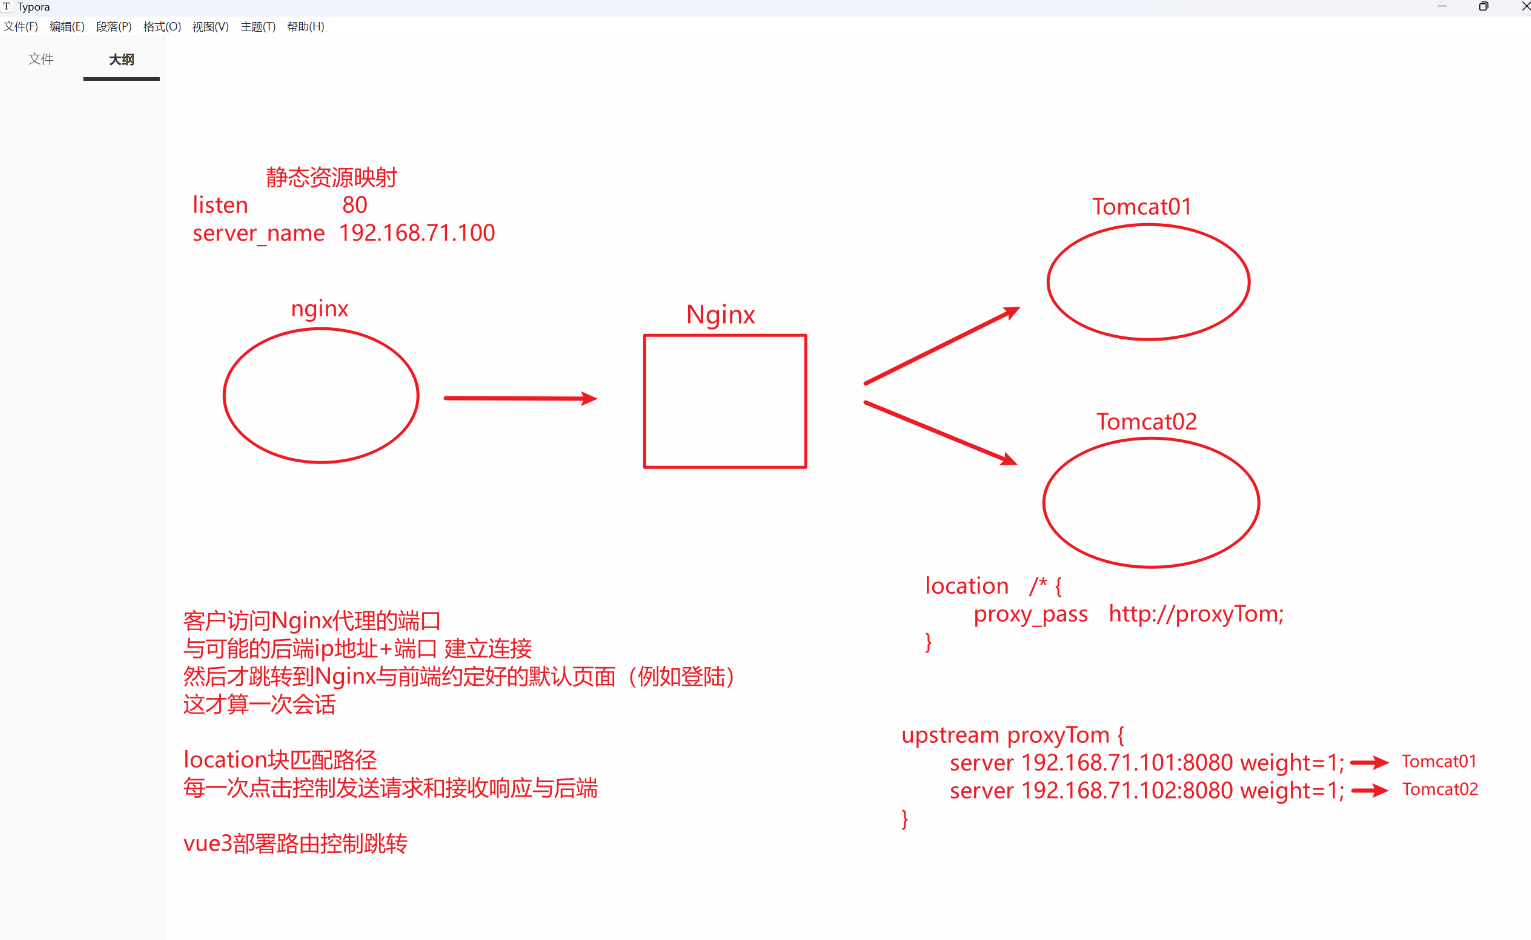 T Typora
文件(F) 编辑(E) 段落(P) 格式(O) 视图(V) 主题(T) 帮助(H)
文件 大纲
静态资源映射
listen 80
server_name 192.168.71.100
nginx
Nginx
Tomcat01
Tomcat02
location /* {
proxy_pass http://proxyTom;
}
客户访问Nginx代理的端口
与可能的后端ip地址+端口 建立连接
然后才跳转到Nginx与前端约定好的默认页面（例如登陆）
这才算一次会话
location块匹配路径
每一次点击控制发送请求和接收响应与后端
vue3部署路由控制跳转
upstream proxyTom {
server 192.168.71.101:8080 weight=1; Tomcat01
server 192.168.71.102:8080 weight=1; Tomcat02
}